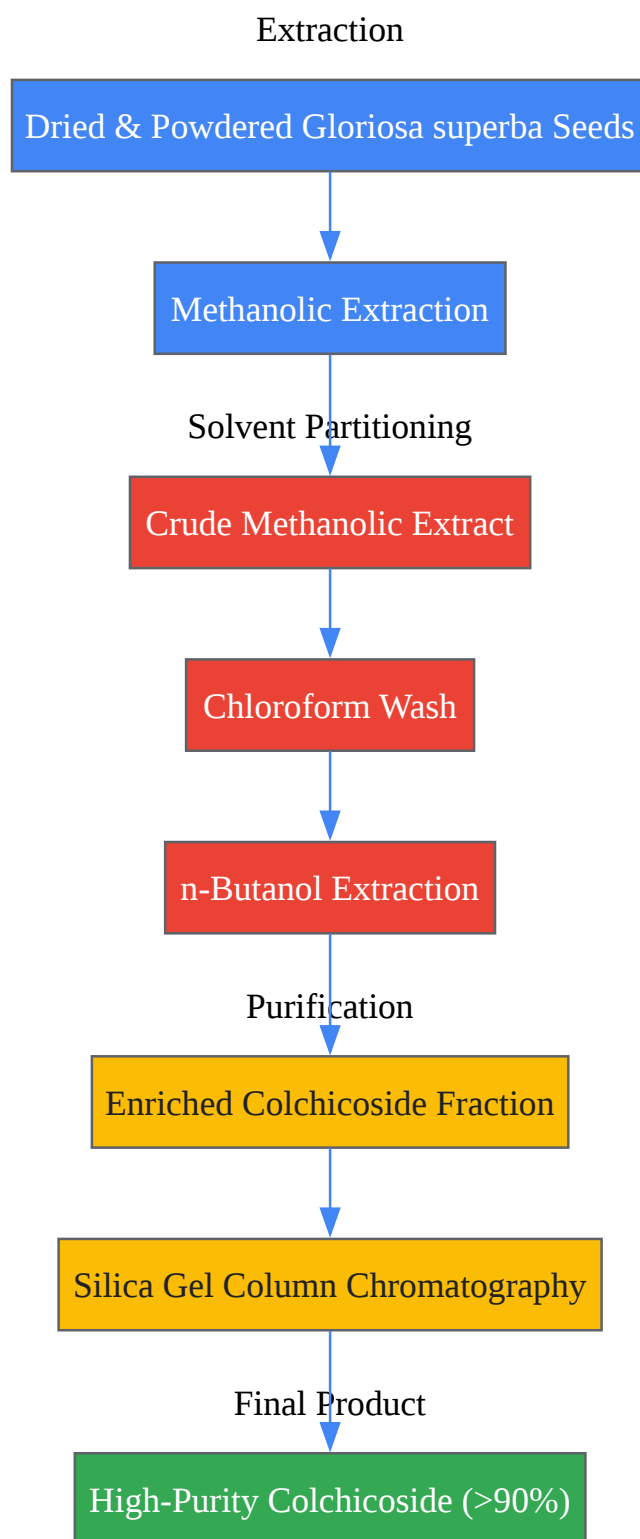 Extraction
Dried & Powdered Gloriosa superba Seeds
Methanolic Extraction
Solvent Partitioning
Crude Methanolic Extract
Chloroform Wash
n-Butanol Extraction
Purification
Enriched Colchicoside Fraction
Silica Gel Column Chromatography
Final Product
High-Purity Colchicoside (>90%)